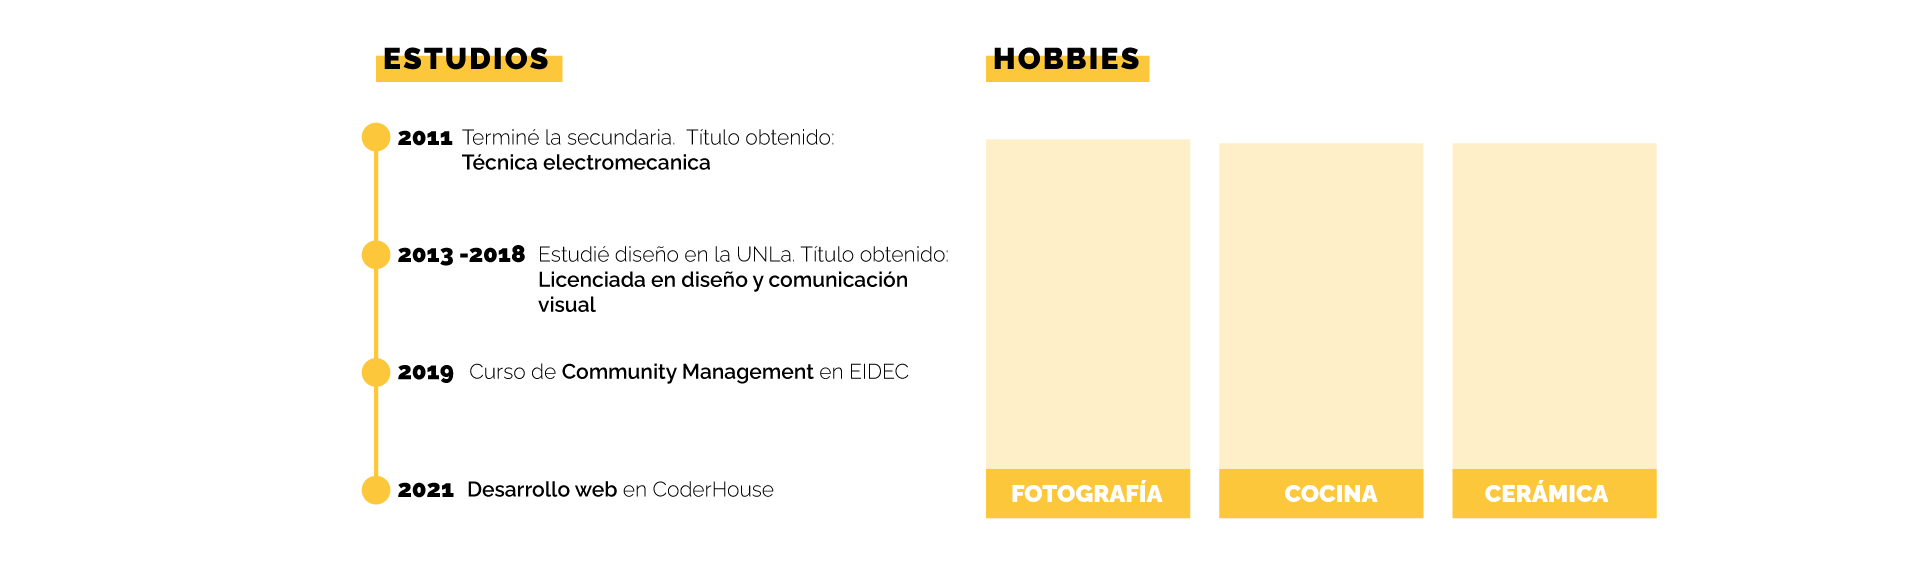 ESTUDIOS
2011 Terminé la secundaria. Título obtenido:
Técnica electromecanica
2013 -2018 Estudié diseño en la UNLa. Título obtenido:
Licenciada en diseño y comunicación
visual
2019 Curso de Community Management en EIDEC
2021 Desarrollo web en CoderHouse
HOBBIES
FOTOGRAFÍA
COCINA
CERÁMICA